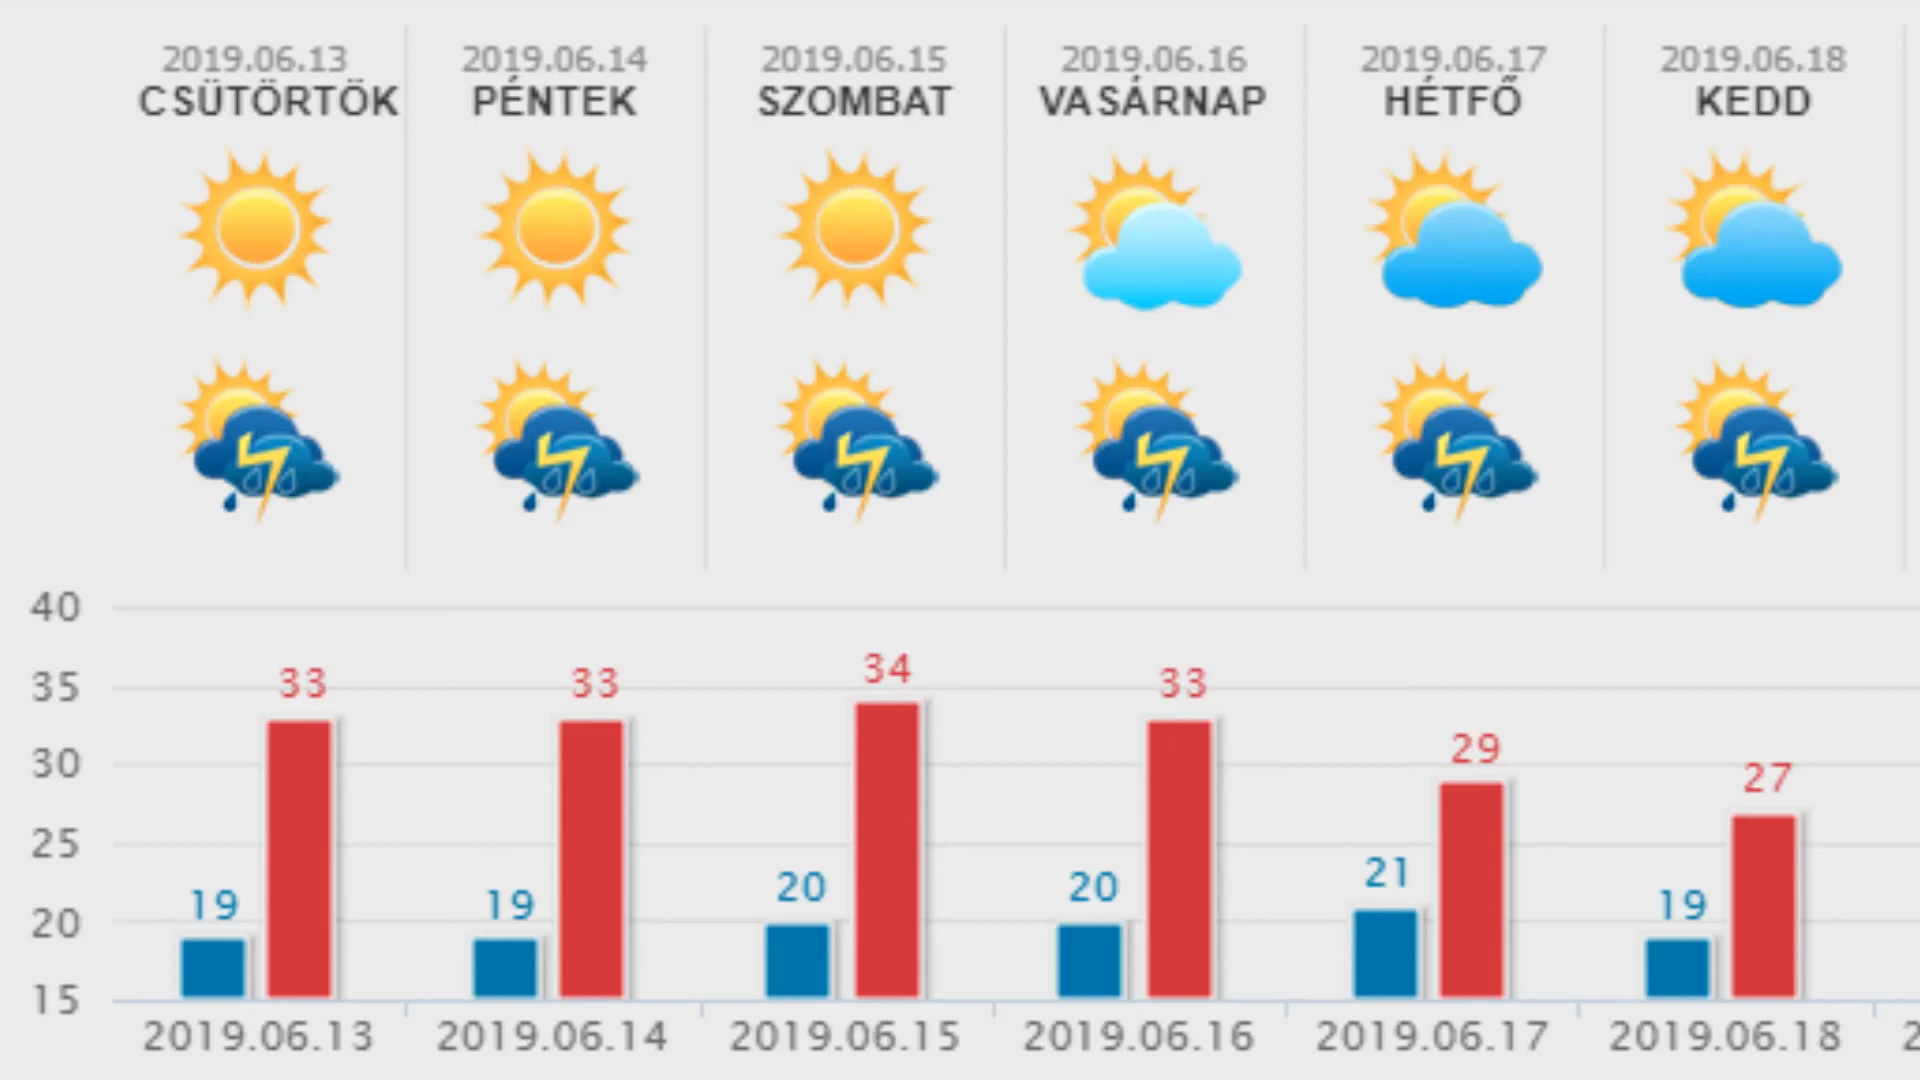 2019.06.13 2019.06.14 2019.06.15 2019.06.16 2019.06.17 2019.06.18
CSÜTÖRTÖK PÉNTEK SZOMBAT VASÁRNAP HÉTFŐ KEDD
40
34
35 33 33 33
29
30 27
25
21
20 20
19 19 19
20
15
2019.06.13 2019.06.14 2019.06.15 2019.06.16 2019.06.17 2019.06.18 2